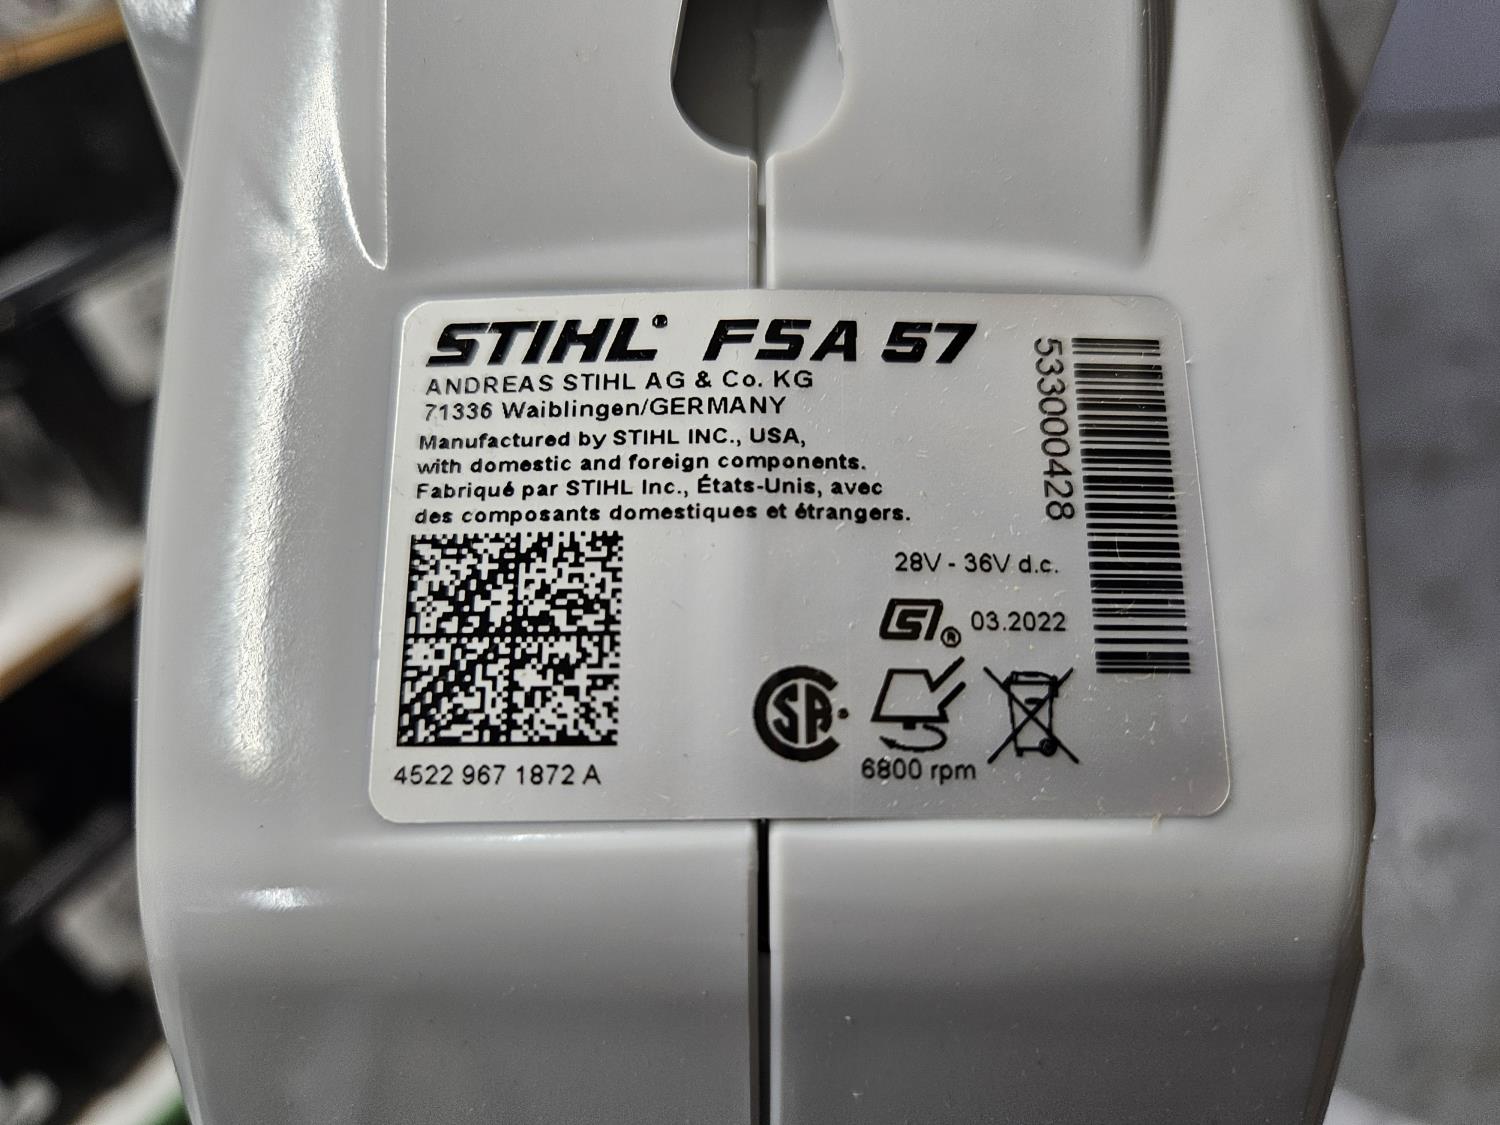 STIHL® FSA 57
ANDREAS STIHL AG & Co. KG
71336 Waiblingen/GERMANY
Manufactured by STIHL INC., USA,
with domestic and foreign components.
Fabriqué par STIHL Inc., États-Unis, avec
des composants domestiques et étrangers.
533000428
28V - 36V d.c.
GS® 03.2022
CSA
6800 rpm
4522 967 1872 A